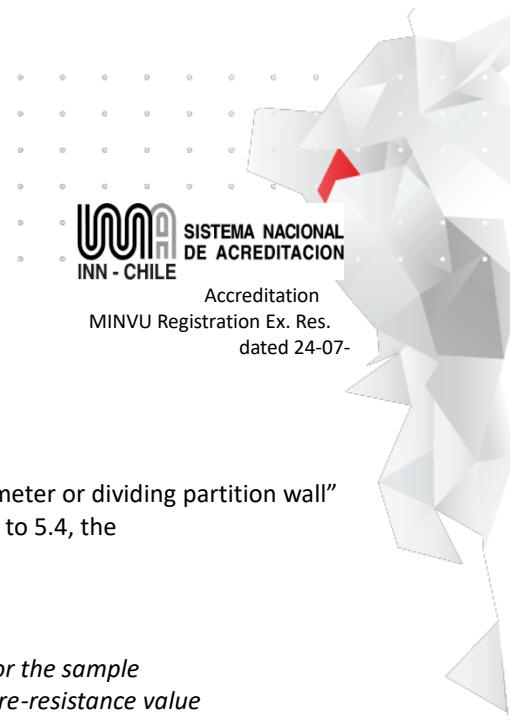 SISTEMA NACIONAL
DE ACREDITACION
INN - CHILE
Accreditation
MINVU Registration Ex. Res.
dated 24-07-
meter or dividing partition wall”
to 5.4, the
or the sample
re-resistance value